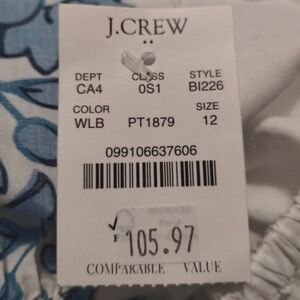 J.CREW
DEPT CLASS STYLE
CA4 0S1 BI226
COLOR SIZE
WLB PT1879 12
099106637606
105.97
COMPARABLE VALUE